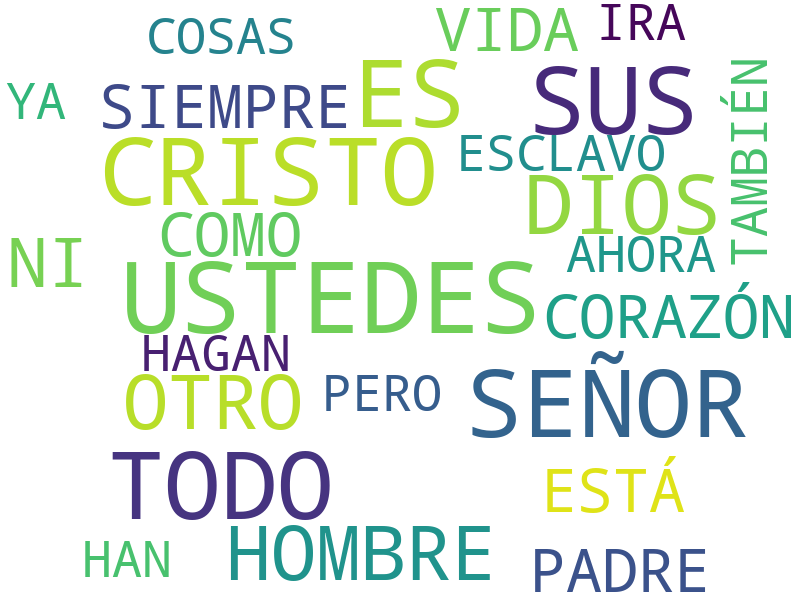 COSAS
VIDA
IRA
YA
SIEMPRE
ES
SUS
TAMBIÉN
CRISTO
ESCLAVO
DIOS
NI
COMO
AHORA
USTEDES
CORAZÓN
HAGAN
OTRO
PERO
SEÑOR
TODO
ESTÁ
HAN
HOMBRE
PADRE